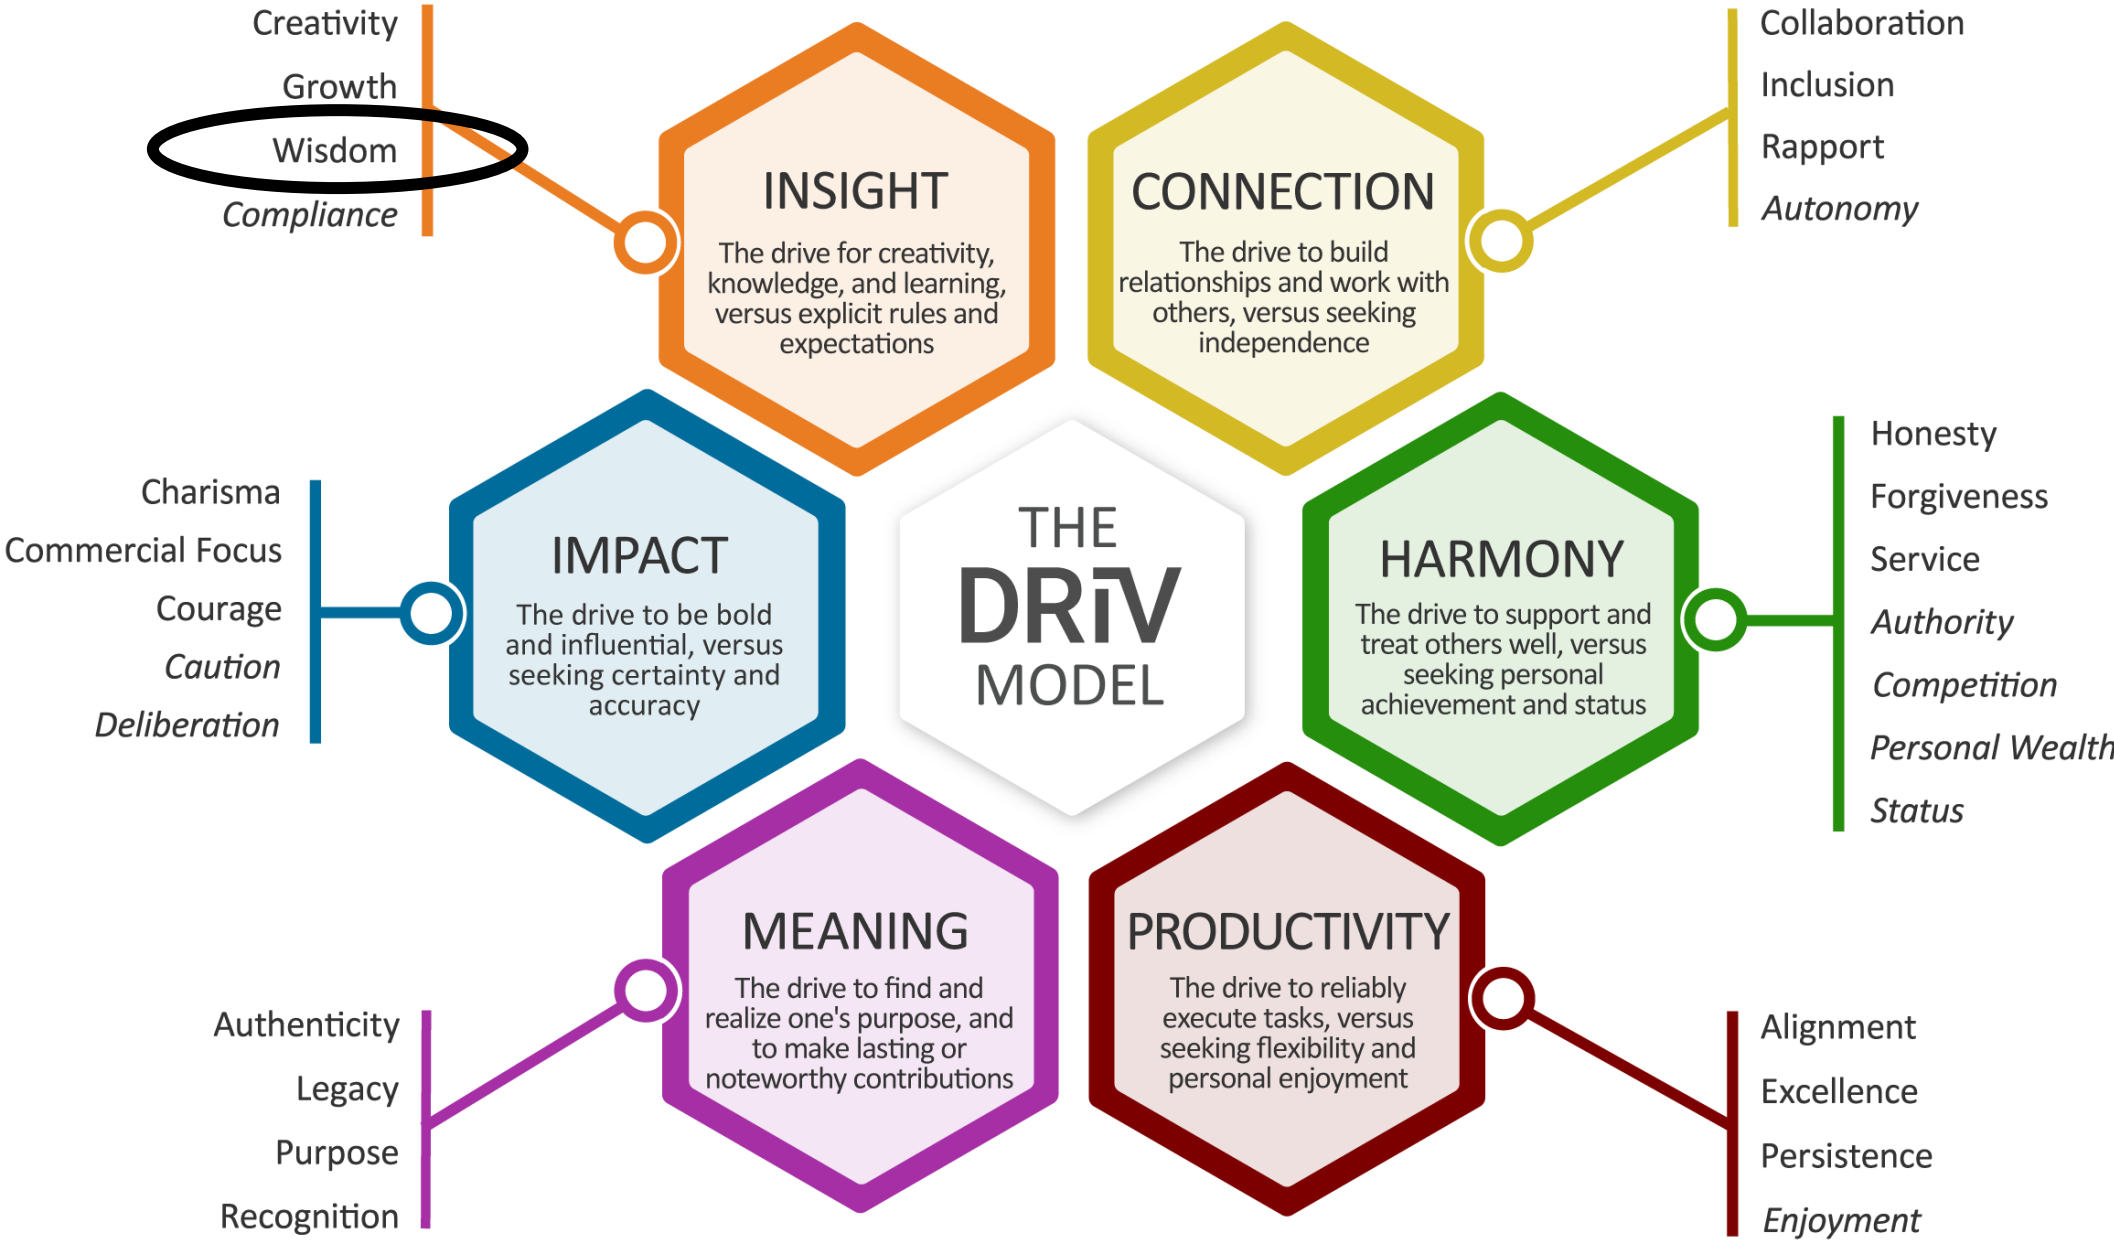 Creativity
Growth
Wisdom
Compliance
INSIGHT
The drive for creativity,
knowledge, and learning,
versus explicit rules and
expectations
CONNECTION
The drive to build
relationships and work with
others, versus seeking
independence
Collaboration
Inclusion
Rapport
Autonomy
Charisma
Commercial Focus
Courage
Caution
Deliberation
IMPACT
The drive to be bold
and influential, versus
seeking certainty and
accuracy
THE
DRiV
MODEL
HARMONY
The drive to support and
treat others well, versus
seeking personal
achievement and status
Honesty
Forgiveness
Service
Authority
Competition
Personal Wealth
Status
Authenticity
Legacy
Purpose
Recognition
MEANING
The drive to find and
realize one's purpose, and
to make lasting or
noteworthy contributions
PRODUCTIVITY
The drive to reliably
execute tasks, versus
seeking flexibility and
personal enjoyment
Alignment
Excellence
Persistence
Enjoyment